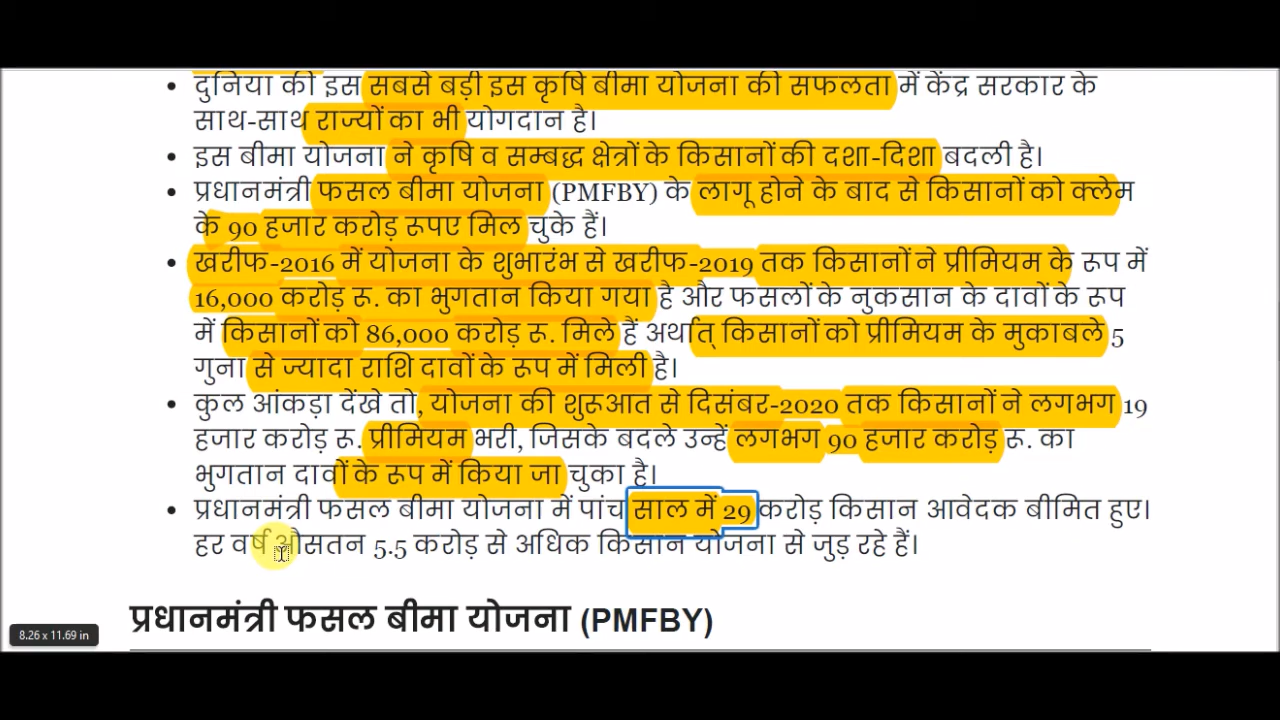 दुनिया की इस सबसे बड़ी इस कृषि बीमा योजना की सफलता में केंद्र सरकार के
साथ-साथ राज्यों का भी योगदान है।
इस बीमा योजना ने कृषि व सम्बद्ध क्षेत्रों के किसानों की दशा-दिशा बदली है।
प्रधानमंत्री फसल बीमा योजना (PMFBY) के लागू होने के बाद से किसानों को क्लेम
के 90 हजार करोड़ रूपए मिल चुके हैं।
खरीफ-2016 में योजना के शुभारंभ से खरीफ-2019 तक किसानों ने प्रीमियम के रूप में
16,000 करोड़ रू. का भुगतान किया गया है और फसलों के नुकसान के दावों के रूप
में किसानों को 86,000 करोड़ रू. मिले हैं अर्थात् किसानों को प्रीमियम के मुकाबले 5
गुना से ज्यादा राशि दावों के रूप में मिली है।
कुल आंकड़ा देंखे तो, योजना की शुरूआत से दिसंबर-2020 तक किसानों ने लगभग 19
हजार करोड़ रू. प्रीमियम भरी, जिसके बदले उन्हें लगभग 90 हजार करोड़ रू. का
भुगतान दावों के रूप में किया जा चुका है।
प्रधानमंत्री फसल बीमा योजना में पांच साल में 29 करोड़ किसान आवेदक बीमित हुए।
हर वर्ष औसतन 5.5 करोड़ से अधिक किसान योजना से जुड़ रहे हैं।
प्रधानमंत्री फसल बीमा योजना (PMFBY)
8.26 x 11.69 in